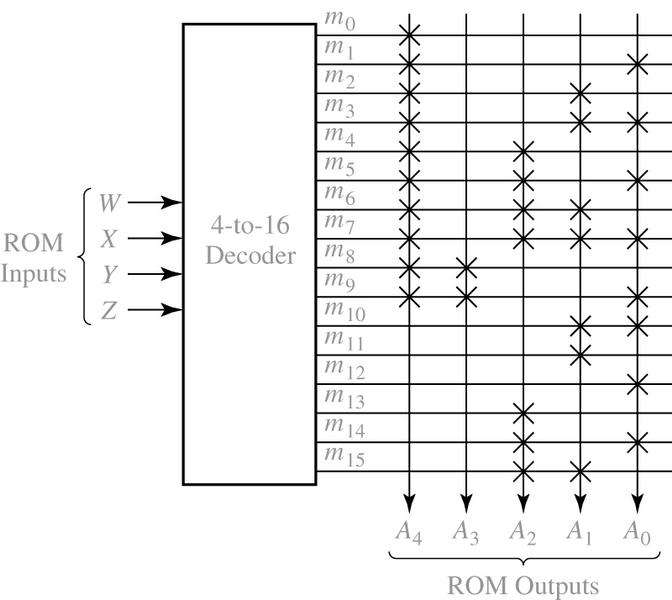 m0
m1
m2
m3
m4
m5
m6
m7
m8
m9
m10
m11
m12
m13
m14
m15
ROM
Inputs
W
X
Y
Z
4-to-16
Decoder
A4 A3 A2 A1 A0
ROM Outputs